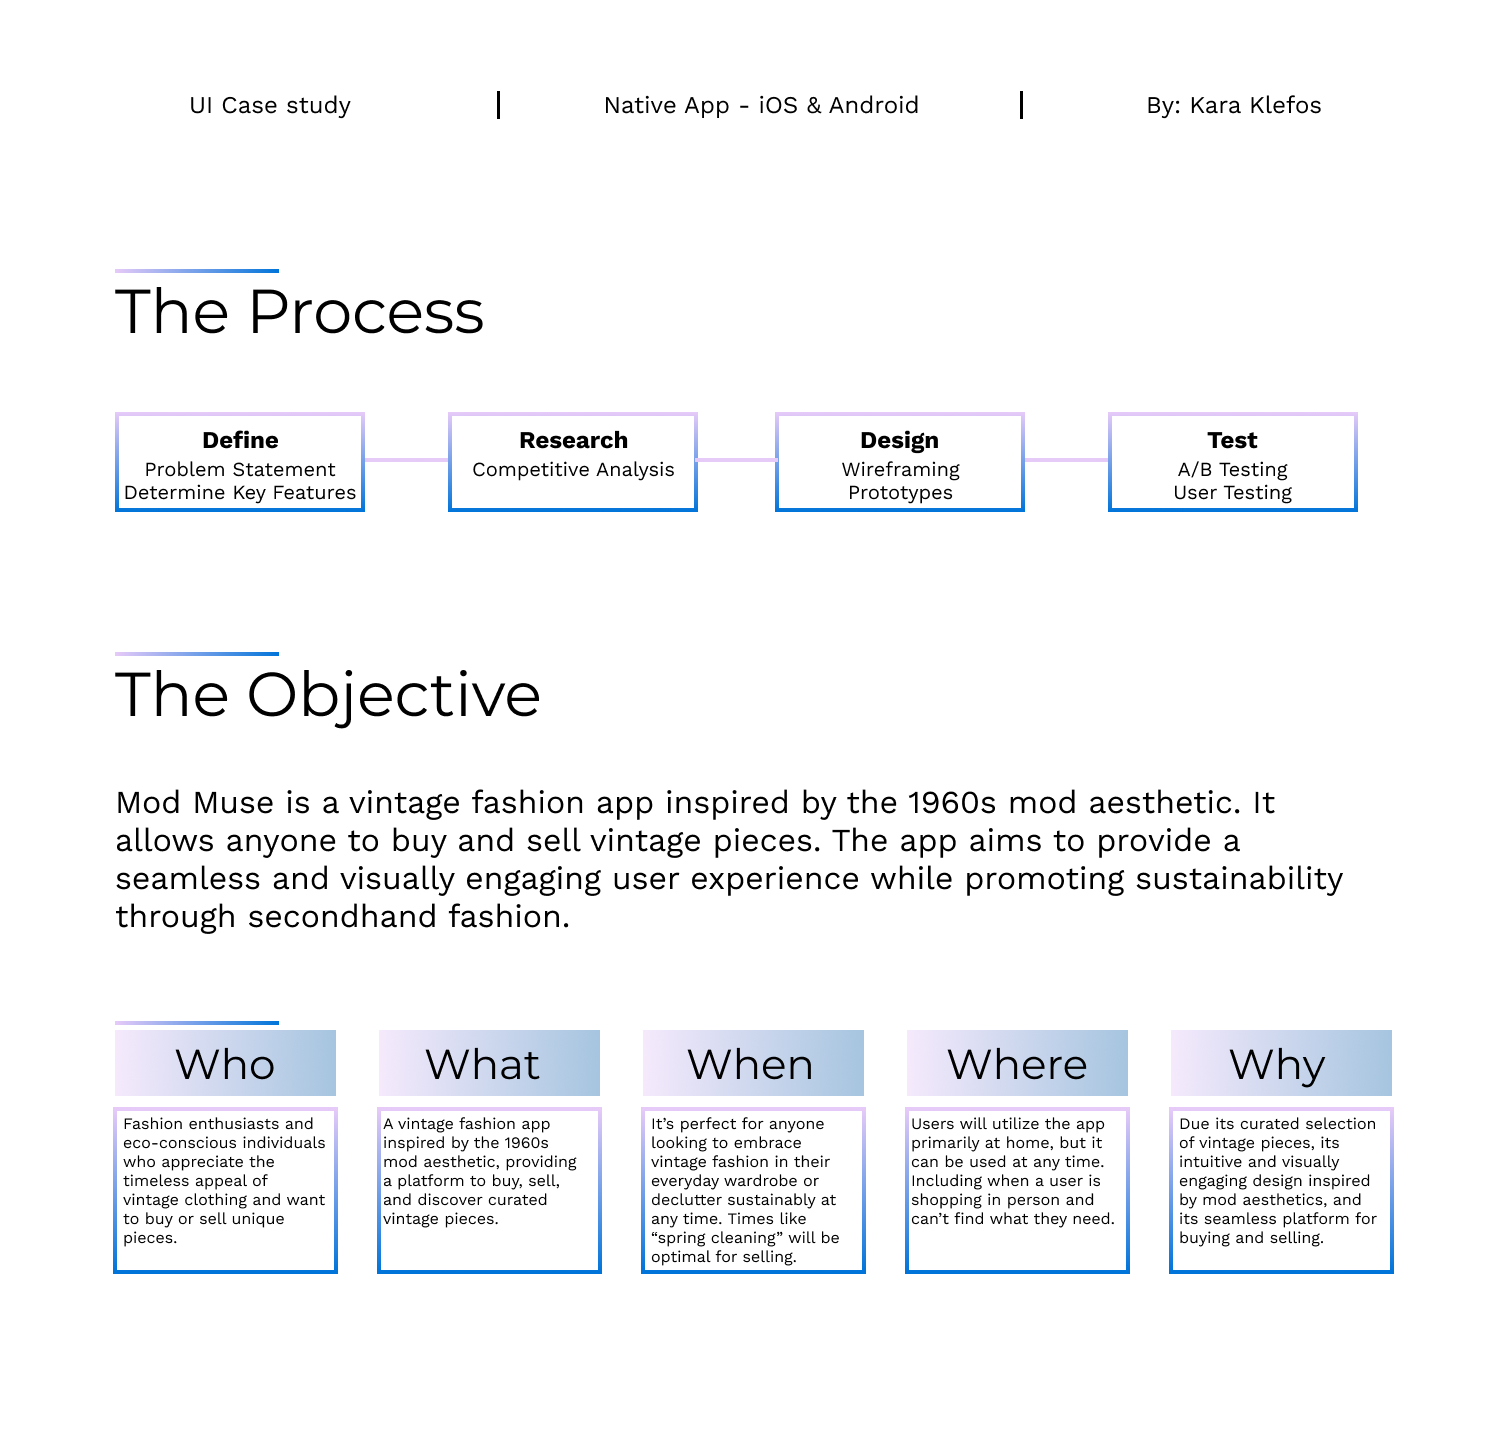 UI Case study
Native App - iOS & Android
By: Kara Klefos
The Process
Define
Problem Statement
Determine Key Features
Research
Competitive Analysis
Design
Wireframing
Prototypes
Test
A/B Testing
User Testing
The Objective
Mod Muse is a vintage fashion app inspired by the 1960s mod aesthetic. It
allows anyone to buy and sell vintage pieces. The app aims to provide a
seamless and visually engaging user experience while promoting sustainability
through secondhand fashion.
Who
Fashion enthusiasts and
eco-conscious individuals
who appreciate the
timeless appeal of
vintage clothing and want
to buy or sell unique
pieces.
What
A vintage fashion app
inspired by the 1960s
mod aesthetic, providing
a platform to buy, sell,
and discover curated
vintage pieces.
When
It’s perfect for anyone
looking to embrace
vintage fashion in their
everyday wardrobe or
declutter sustainably at
any time. Times like
“spring cleaning” will be
optimal for selling.
Where
Users will utilize the app
primarily at home, but it
can be used at any time.
Including when a user is
shopping in person and
can’t find what they need.
Why
Due its curated selection
of vintage pieces, its
intuitive and visually
engaging design inspired
by mod aesthetics, and
its seamless platform for
buying and selling.